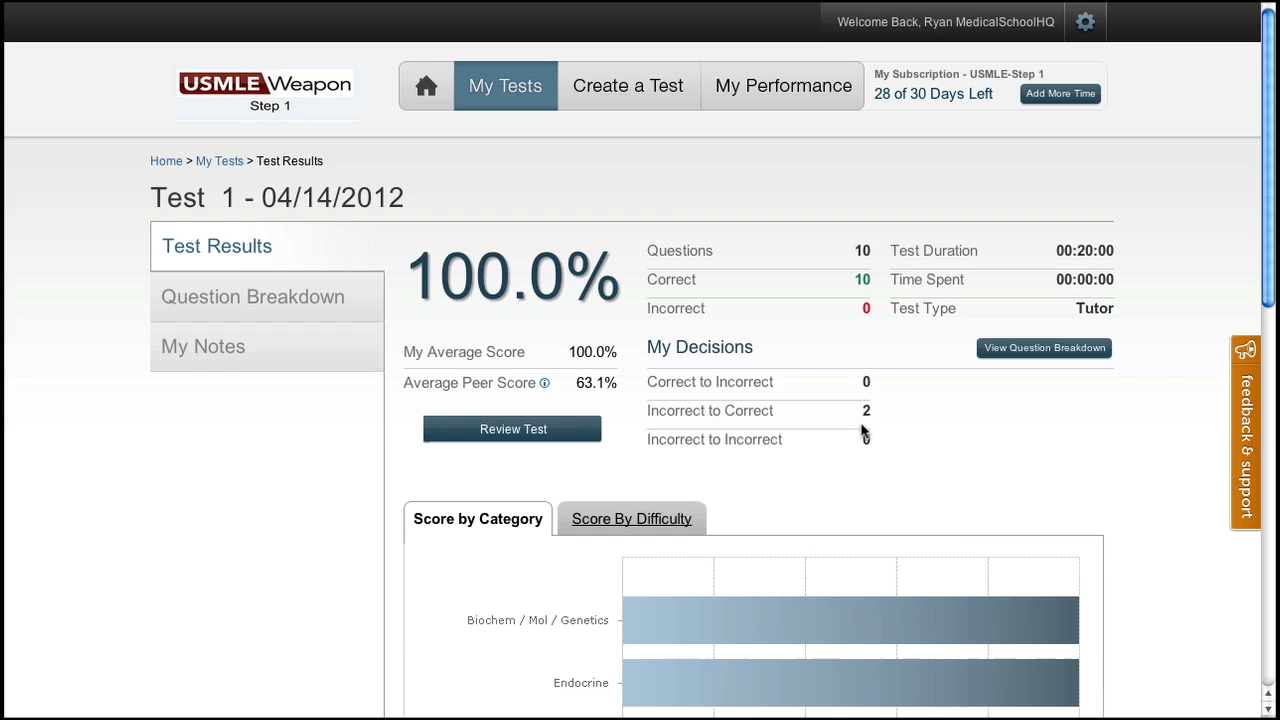 Welcome Back, Ryan MedicalSchoolHQ
USMLE Weapon
Step 1
My Tests
Create a Test
My Performance
My Subscription - USMLE-Step 1
28 of 30 Days Left
Add More Time
Home > My Tests > Test Results
Test 1 - 04/14/2012
Test Results
Question Breakdown
My Notes
100.0%
My Average Score 100.0%
Average Peer Score 63.1%
Review Test
Questions 10
Correct 10
Incorrect 0
Test Duration 00:20:00
Time Spent 00:00:00
Test Type Tutor
My Decisions
View Question Breakdown
Correct to Incorrect 0
Incorrect to Correct 2
Incorrect to Incorrect 0
Score by Category
Score By Difficulty
Biochem / Mol / Genetics
Endocrine
feedback & support